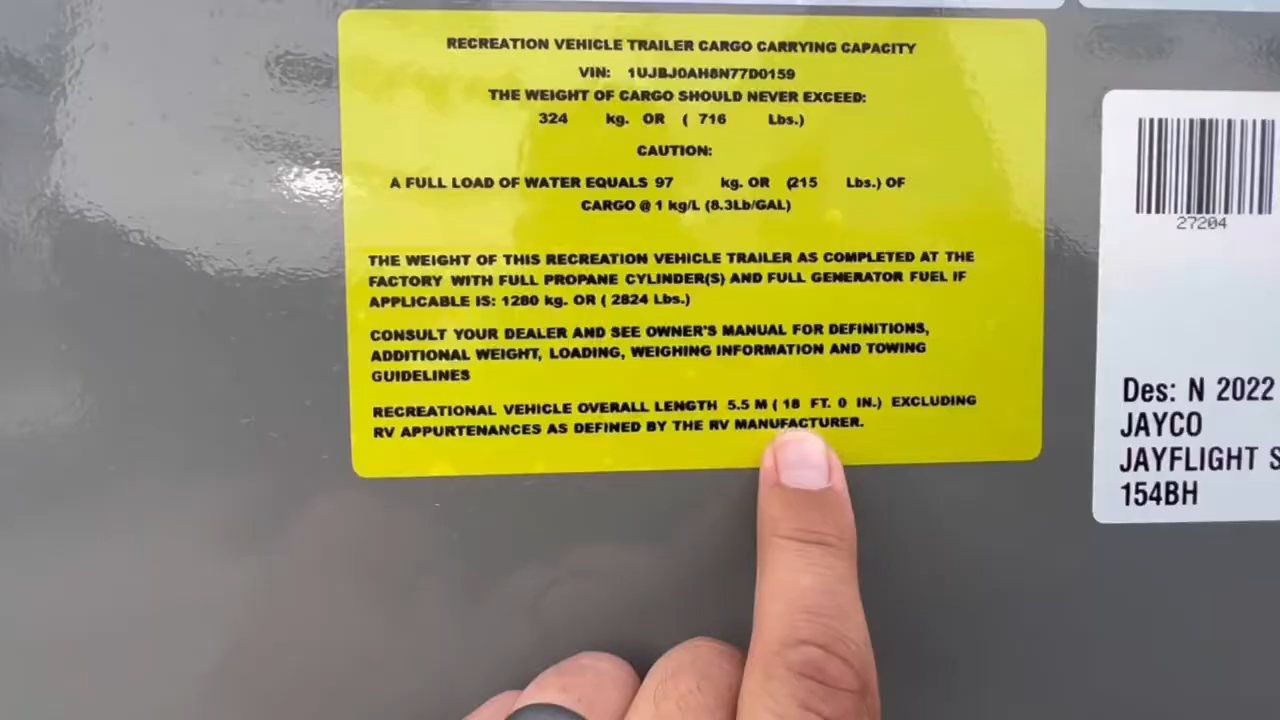 RECREATION VEHICLE TRAILER CARGO CARRYING CAPACITY
VIN: 1UJBJ0AH8N77D0159
THE WEIGHT OF CARGO SHOULD NEVER EXCEED:
324 kg. OR ( 716 Lbs.)
CAUTION:
A FULL LOAD OF WATER EQUALS 97 kg. OR (215 Lbs.) OF
CARGO @ 1 kg/L (8.3Lb/GAL)
THE WEIGHT OF THIS RECREATION VEHICLE TRAILER AS COMPLETED AT THE
FACTORY WITH FULL PROPANE CYLINDER(S) AND FULL GENERATOR FUEL IF
APPLICABLE IS: 1280 kg. OR ( 2824 Lbs.)
CONSULT YOUR DEALER AND SEE OWNER'S MANUAL FOR DEFINITIONS,
ADDITIONAL WEIGHT, LOADING, WEIGHING INFORMATION AND TOWING
GUIDELINES
RECREATIONAL VEHICLE OVERALL LENGTH 5.5 M ( 18 FT. 0 IN.) EXCLUDING
RV APPURTENANCES AS DEFINED BY THE RV MANUFACTURER.
27204
Des: N 2022
JAYCO
JAYFLIGHT S
154BH